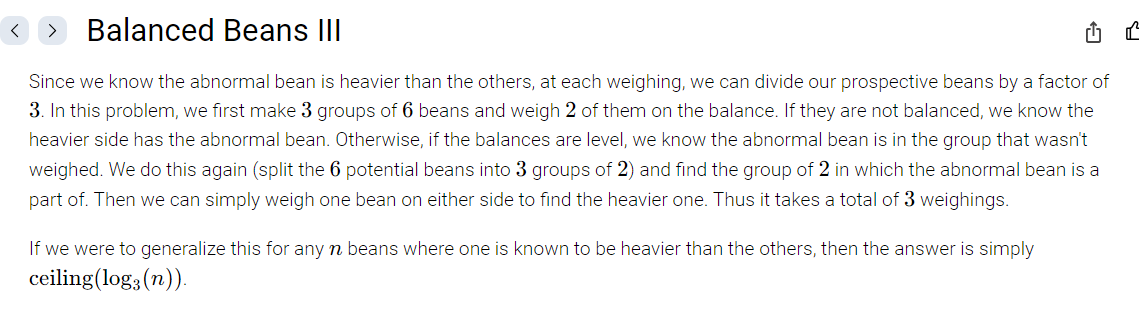 Balanced Beans III
Since we know the abnormal bean is heavier than the others, at each weighing, we can divide our prospective beans by a factor of
3. In this problem, we first make 3 groups of 6 beans and weigh 2 of them on the balance. If they are not balanced, we know the
heavier side has the abnormal bean. Otherwise, if the balances are level, we know the abnormal bean is in the group that wasn't
weighed. We do this again (split the 6 potential beans into 3 groups of 2) and find the group of 2 in which the abnormal bean is a
part of. Then we can simply weigh one bean on either side to find the heavier one. Thus it takes a total of 3 weighings.
If we were to generalize this for any n beans where one is known to be heavier than the others, then the answer is simply
ceiling(log₃(n)).